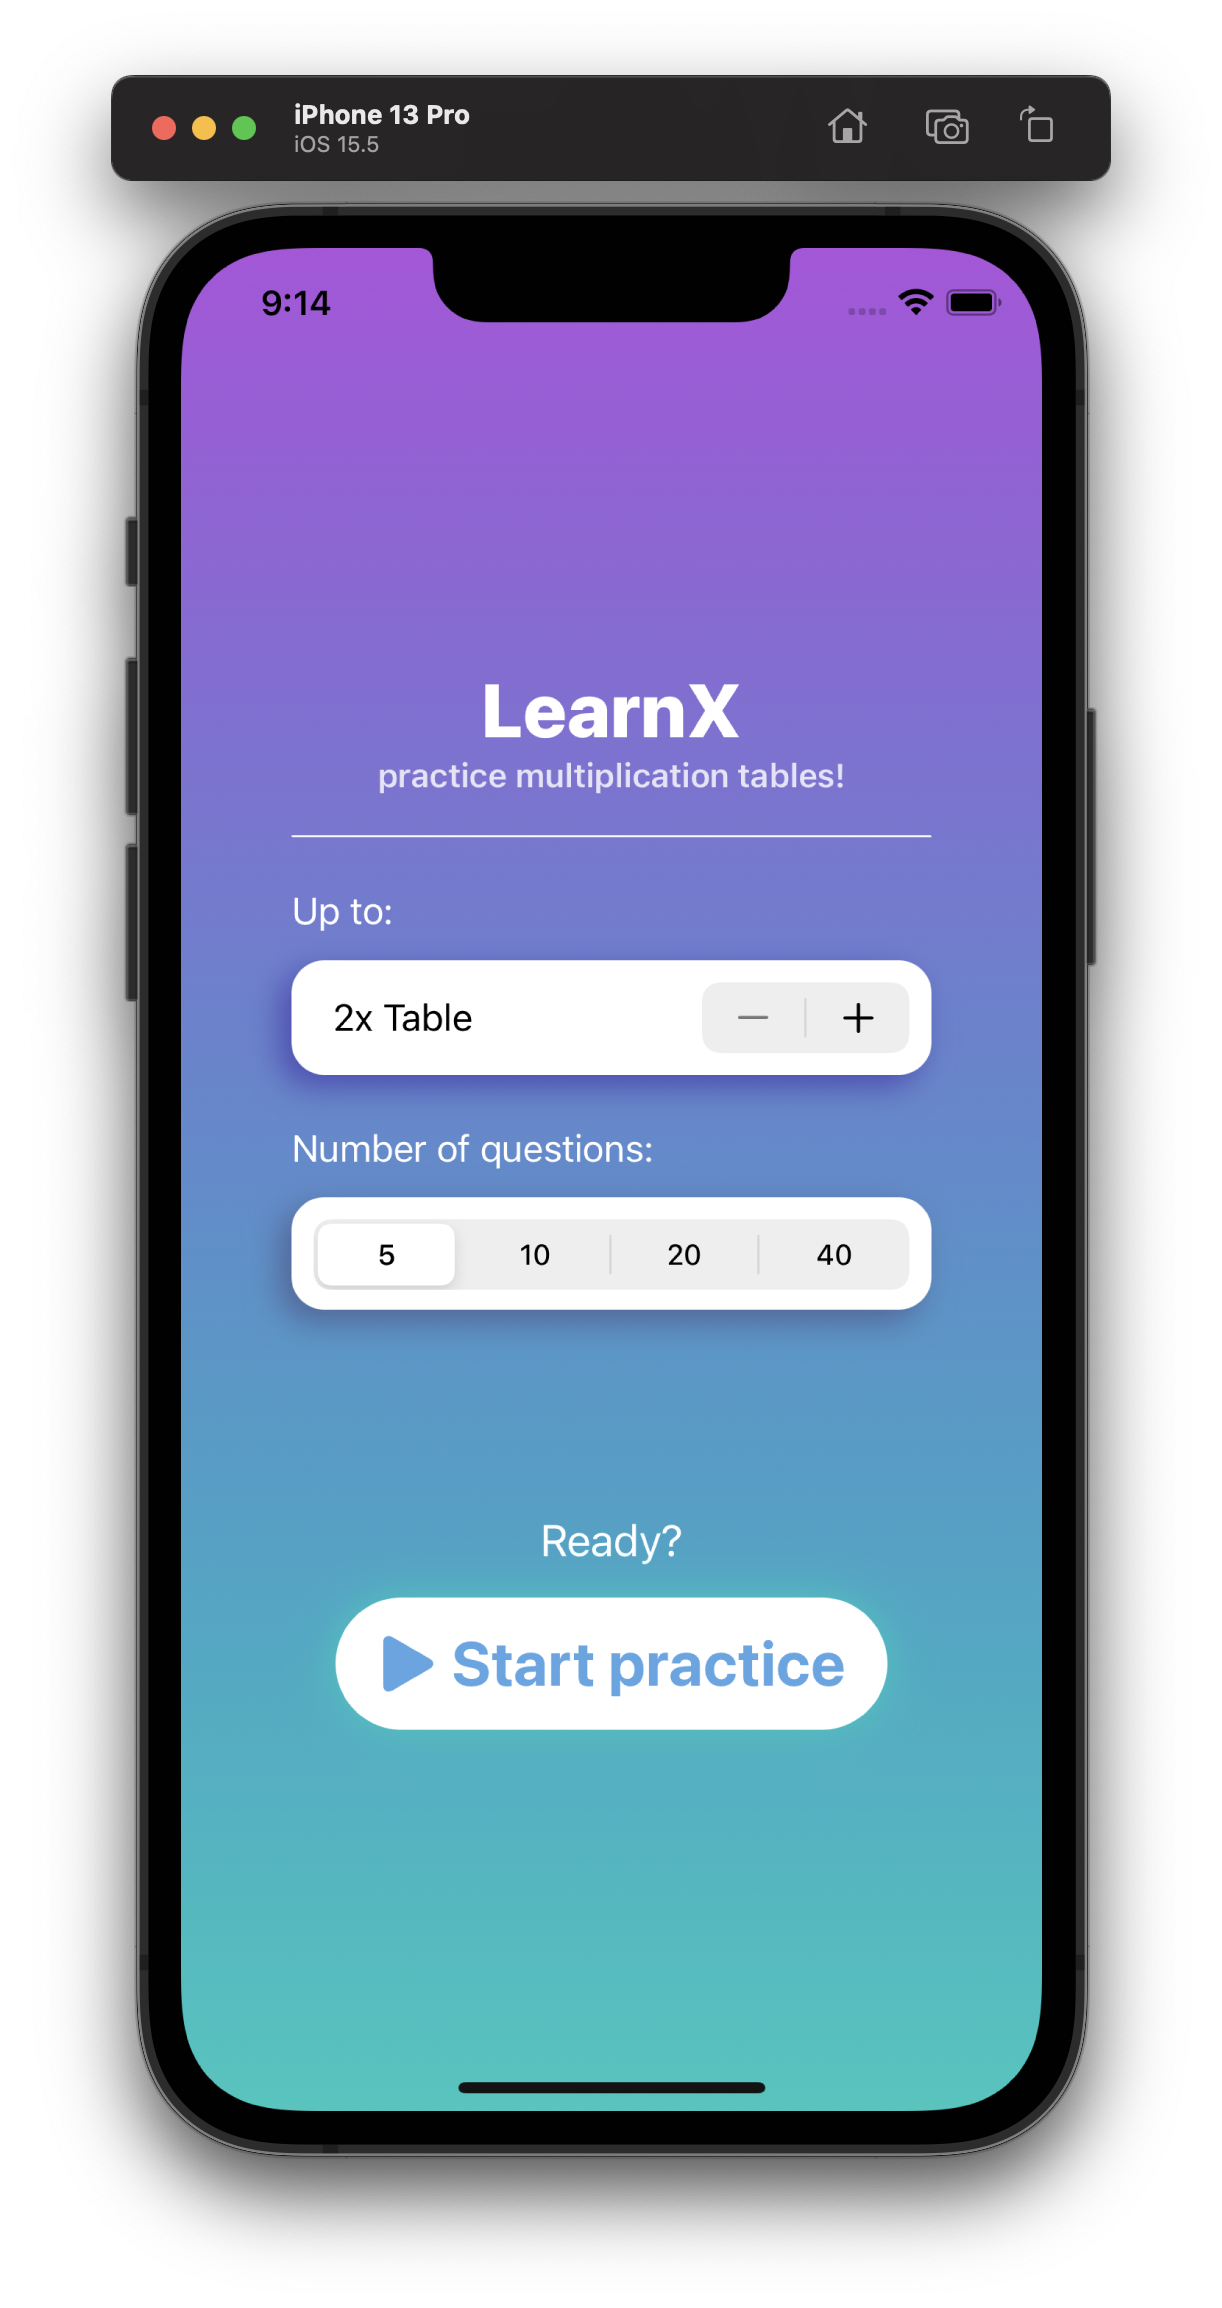 iPhone 13 Pro
iOS 15.5
9:14
LearnX
practice multiplication tables!
Up to:
2x Table
Number of questions:
5 10 20 40
Ready?
Start practice